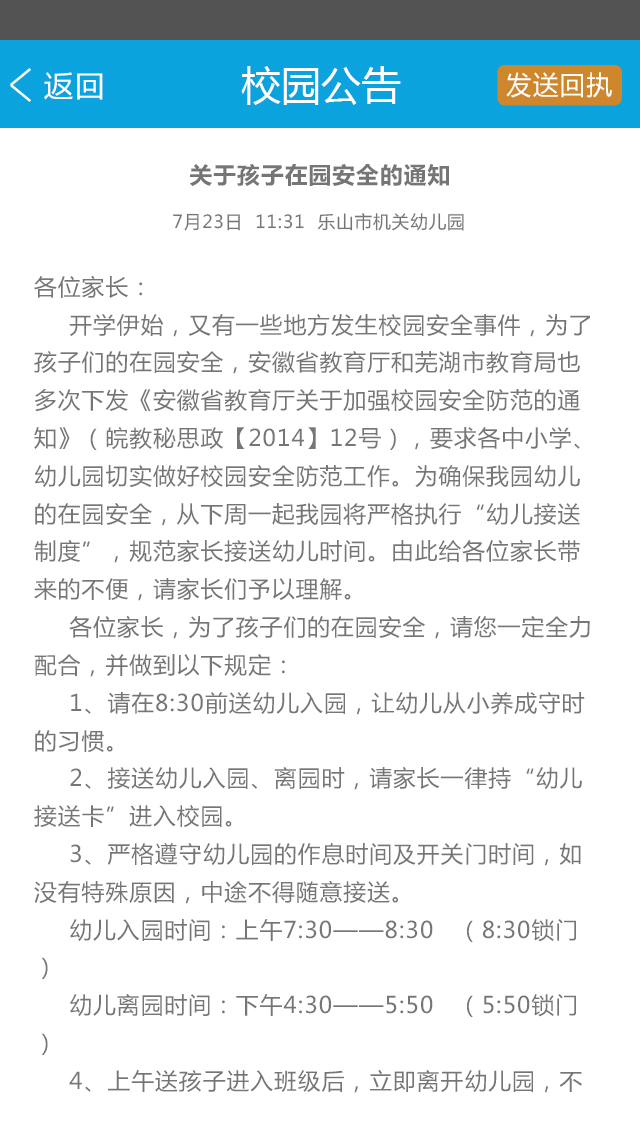 返回
校园公告
发送回执
关于孩子在园安全的通知
7月23日 11:31 乐山市机关幼儿园
各位家长：
开学伊始，又有一些地方发生校园安全事件，为了
孩子们的在园安全，安徽省教育厅和芜湖市教育局也
多次下发《安徽省教育厅关于加强校园安全防范的通
知》（皖教秘思政【2014】12号），要求各中小学、
幼儿园切实做好校园安全防范工作。为确保我园幼儿
的在园安全，从下周一起我园将严格执行“幼儿接送
制度”，规范家长接送幼儿时间。由此给各位家长带
来的不便，请家长们予以理解。
各位家长，为了孩子们的在园安全，请您一定全力
配合，并做到以下规定：
1、请在8:30前送幼儿入园，让幼儿从小养成守时
的习惯。
2、接送幼儿入园、离园时，请家长一律持“幼儿
接送卡”进入校园。
3、严格遵守幼儿园的作息时间及开关门时间，如
没有特殊原因，中途不得随意接送。
幼儿入园时间：上午7:30——8:30 （8:30锁门
）
幼儿离园时间：下午4:30——5:50 （5:50锁门
）
4、上午送孩子进入班级后，立即离开幼儿园，不